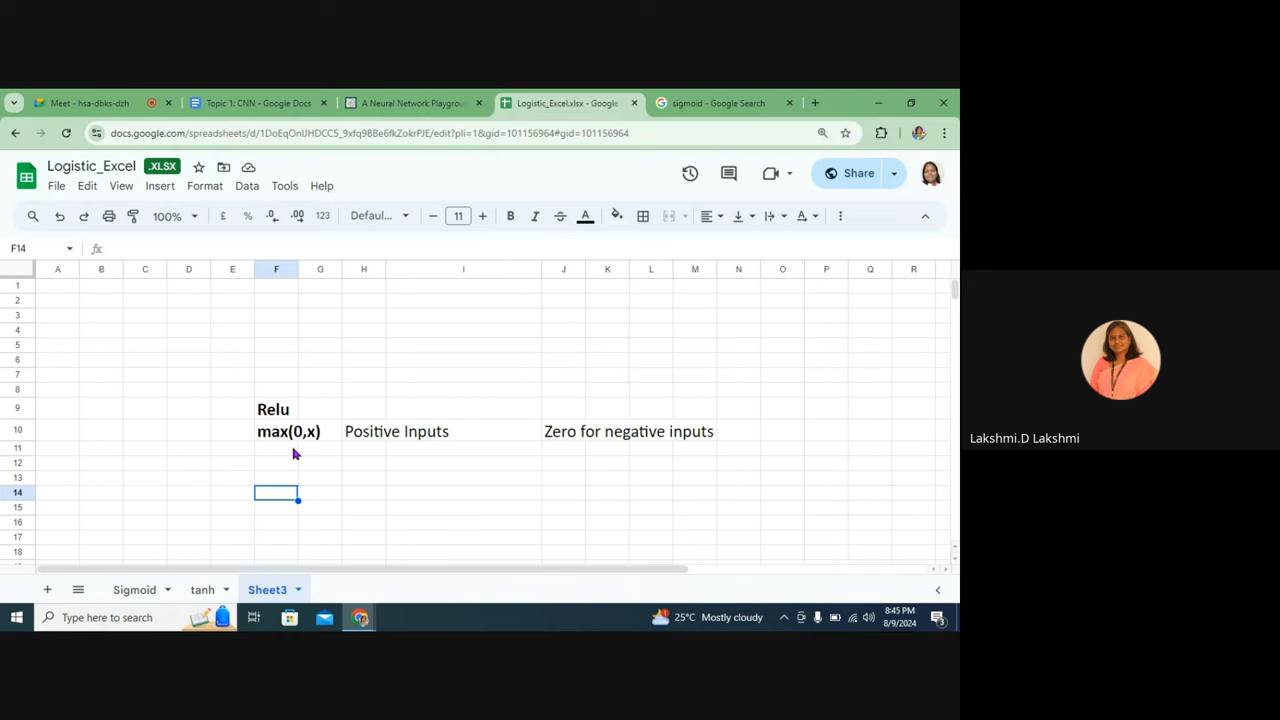 Meet - hsa-dbks-dzh
Topic 1: CNN - Google Docs
A Neural Network Playgroun
Logistic_Excel.xlsx - Google
sigmoid - Google Search
docs.google.com/spreadsheets/d/1DoEqOnIJHDCC5_9xfq9BBe6fkZokrPJE/edit?pli=1&gid=101156964#gid=101156964
Logistic_Excel .XLSX
File Edit View Insert Format Data Tools Help
Share
100% £ % .0 .00 123 Defaul... 11 B I A
F14 fx
A B C D E F G H I J K L M N O P Q R
1
2
3
4
5
6
7
8
9 Relu
10 max(0,x) Positive Inputs Zero for negative inputs
11
12
13
14
15
16
17
18
Sigmoid tanh Sheet3
Type here to search
25°C Mostly cloudy
8:45 PM
8/9/2024
3
Lakshmi.D Lakshmi